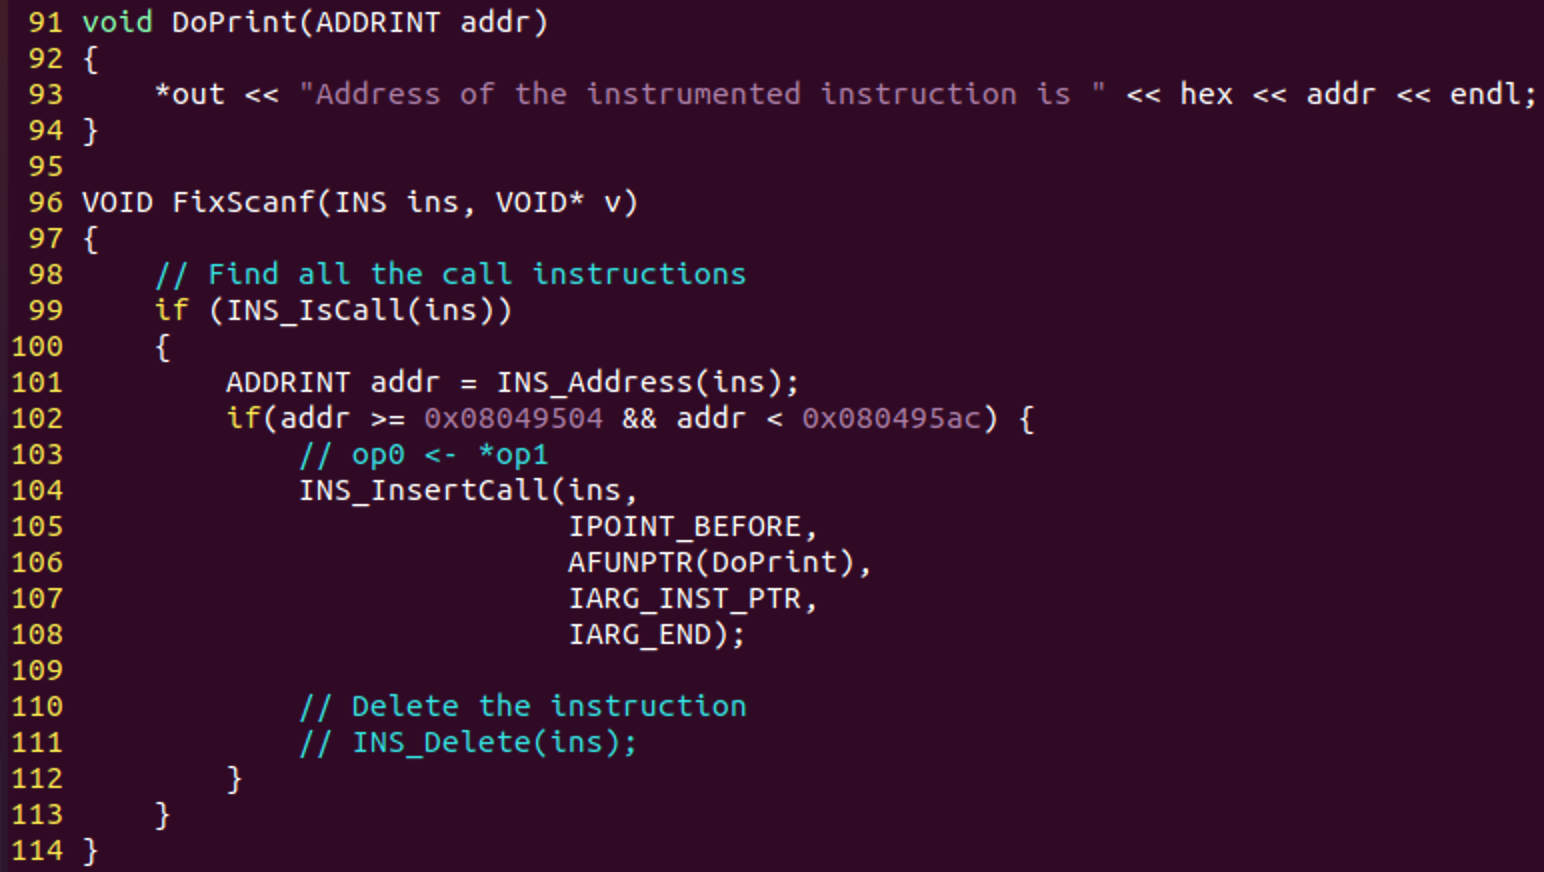 91 void DoPrint(ADDRINT addr)
92 {
93     *out << "Address of the instrumented instruction is " << hex << addr << endl;
94 }
95
96 VOID FixScanf(INS ins, VOID* v)
97 {
98     // Find all the call instructions
99     if (INS_IsCall(ins))
100     {
101         ADDRINT addr = INS_Address(ins);
102         if(addr >= 0x08049504 && addr < 0x080495ac) {
103             // op0 <- *op1
104             INS_InsertCall(ins,
105                            IPOINT_BEFORE,
106                            AFUNPTR(DoPrint),
107                            IARG_INST_PTR,
108                            IARG_END);
109
110             // Delete the instruction
111             // INS_Delete(ins);
112         }
113     }
114 }